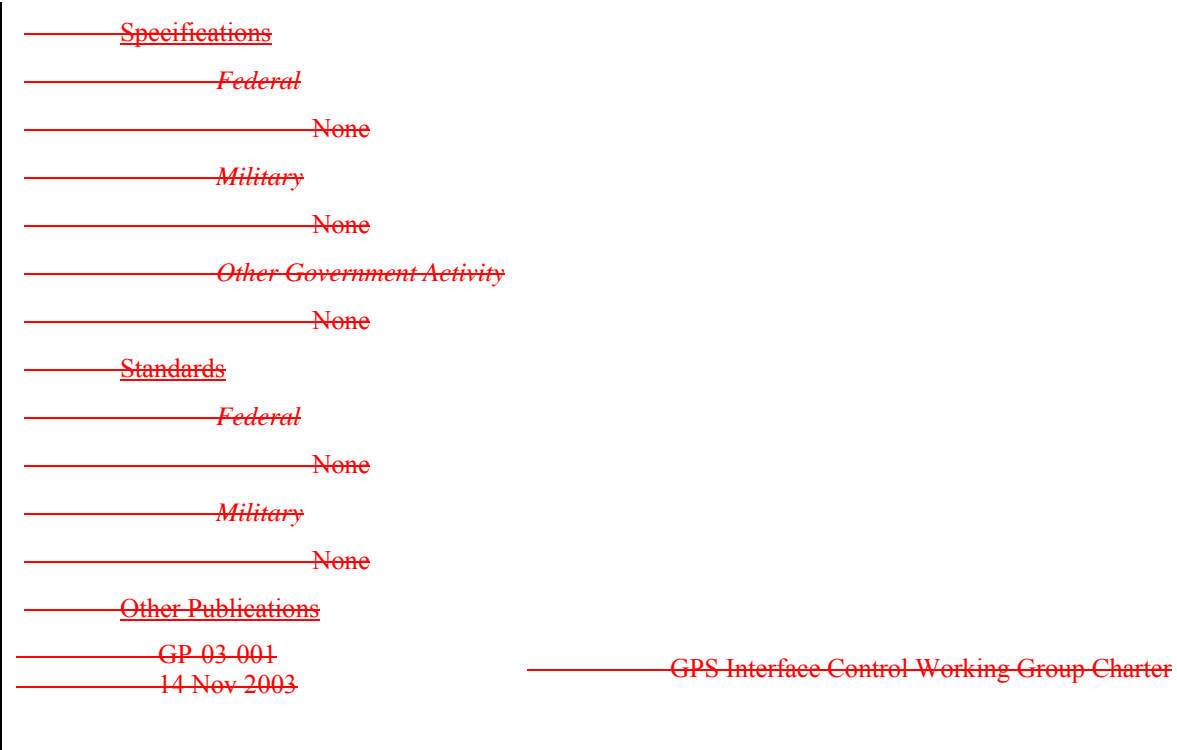 Specifications
Federal
None
Military
None
Other Government Activity
None
Standards
Federal
None
Military
None
Other Publications
GP-03-001
14 Nov 2003
GPS Interface Control Working Group Charter